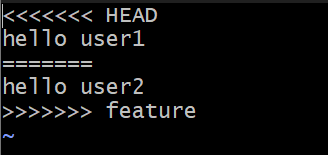 <<<<<<< HEAD
hello user1
=======
hello user2
>>>>>>> feature
~